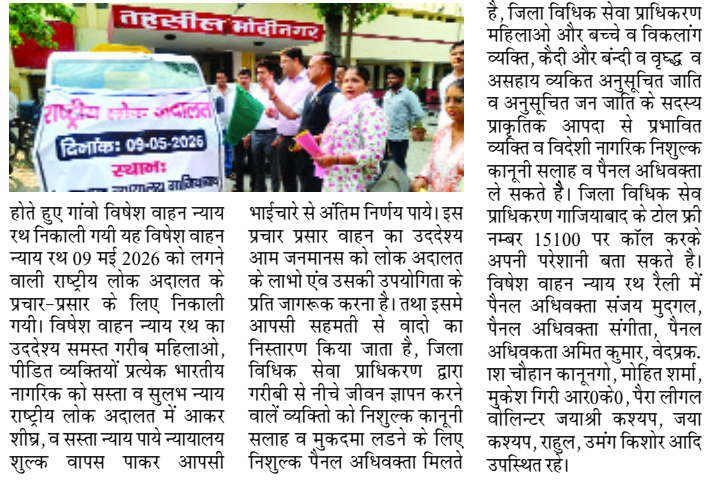 तहसील मोदीनगर
राष्ट्रीय लोक अदालत
दिनांक: 09-05-2026
स्थान:
न्यायालय गाजियाबाद
होते हुए गांवो विषेश वाहन न्याय
रथ निकाली गयी यह विषेश वाहन
न्याय रथ 09 मई 2026 को लगने
वाली राष्ट्रीय लोक अदालत के
प्रचार-प्रसार के लिए निकाली
गयी। विषेश वाहन न्याय रथ का
उददेश्य समस्त गरीब महिलाओ,
पीडित व्यक्तियों प्रत्येक भारतीय
नागरिक को सस्ता व सुलभ न्याय
राष्ट्रीय लोक अदालत में आकर
शीघ्र, व सस्ता न्याय पाये न्यायालय
शुल्क वापस पाकर आपसी
भाईचारे से अंतिम निर्णय पाये। इस
प्रचार प्रसार वाहन का उददेश्य
आम जनमानस को लोक अदालत
के लाभो एंव उसकी उपयोगिता के
प्रति जागरूक करना है। तथा इसमे
आपसी सहमती से वादो का
निस्तारण किया जाता है, जिला
विधिक सेवा प्राधिकरण द्वारा
गरीबी से नीचे जीवन ज्ञापन करने
वालें व्यक्तिो को निशुल्क कानूनी
सलाह व मुकदमा लडने के लिए
निशुल्क पैनल अधिवक्ता मिलते
है, जिला विधिक सेवा प्राधिकरण
महिलाओ और बच्चे व विकलांग
व्यक्ति, कैदी और बंन्दी व वृघ्द्ध व
असहाय व्यकित अनुसूचित जाति
व अनुसूचित जन जाति के सदस्य
प्राकृतिक आपदा से प्रभावित
व्यक्ति व विदेशी नागरिक निशुल्क
कानूनी सलाह व पैनल अधिवक्ता
ले सकते है। जिला विधिक सेव
प्राधिकरण गाजियाबाद के टोल फ्री
नम्बर 15100 पर कॉल करके
अपनी परेशानी बता सकते है।
विषेश वाहन न्याय रथ रैली में
पैनल अधिवक्ता संजय मुदगल,
पैनल अधिवक्ता संगीता, पैनल
अधिवकता अमित कुमार, वेदप्रक.
ाश चौहान कानूनगो, मोहित शर्मा,
मुकेश गिरी आर0के0, पैरा लीगल
वोलिन्टर जयाश्री कश्यप, जया
कश्यप, राहुल, उमंग किशोर आदि
उपस्थित रहे।